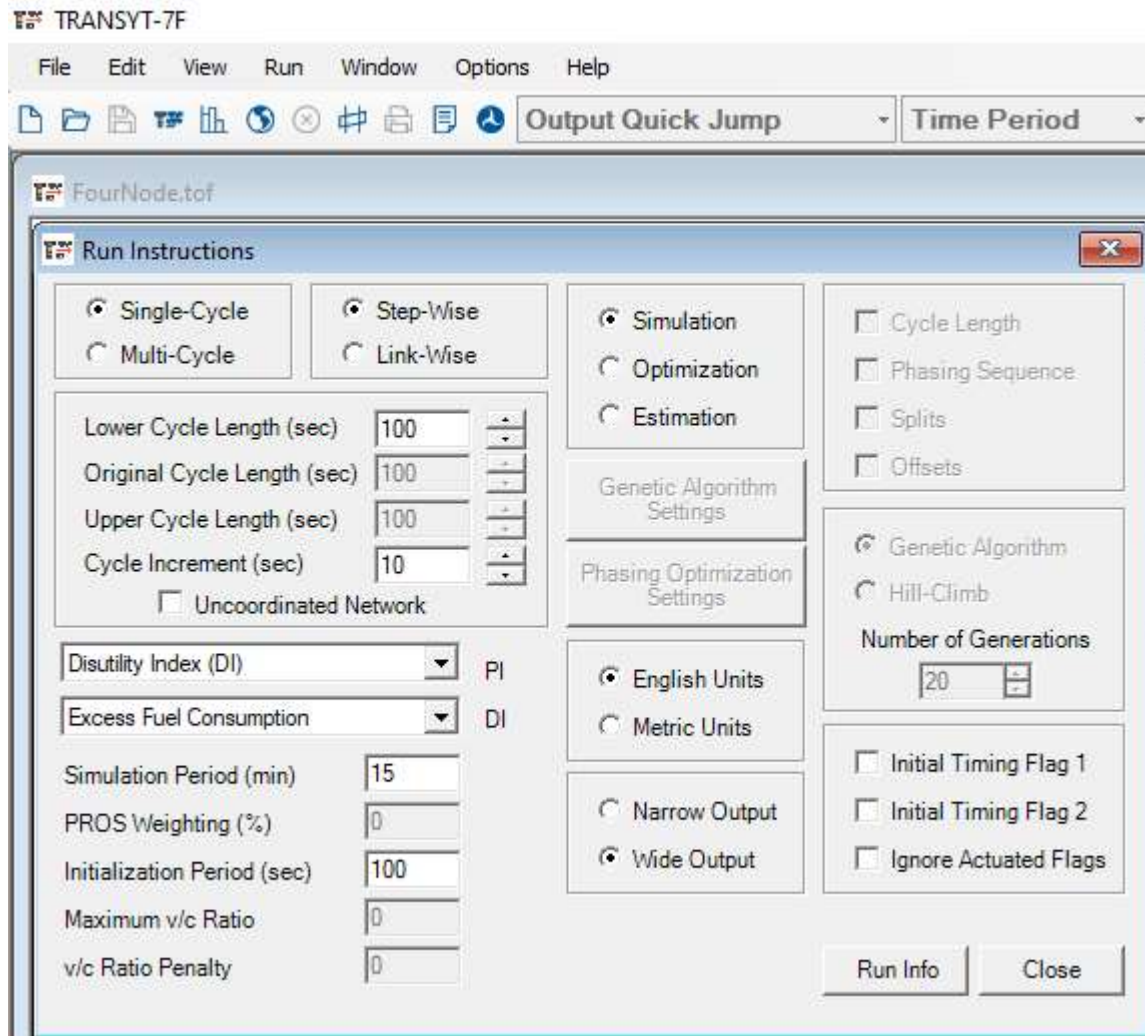 TRANSYT-7F
File Edit View Run Window Options Help
Output Quick Jump Time Period
FourNode.tof
Run Instructions
Single-Cycle
Multi-Cycle
Step-Wise
Link-Wise
Lower Cycle Length (sec) 100
Original Cycle Length (sec) 100
Upper Cycle Length (sec) 100
Cycle Increment (sec) 10
Uncoordinated Network
Disutility Index (DI) PI
Excess Fuel Consumption DI
Simulation Period (min) 15
PROS Weighting (%) 0
Initialization Period (sec) 100
Maximum v/c Ratio 0
v/c Ratio Penalty 0
Simulation
Optimization
Estimation
Genetic Algorithm
Settings
Phasing Optimization
Settings
English Units
Metric Units
Narrow Output
Wide Output
Cycle Length
Phasing Sequence
Splits
Offsets
Genetic Algorithm
Hill-Climb
Number of Generations
20
Initial Timing Flag 1
Initial Timing Flag 2
Ignore Actuated Flags
Run Info Close